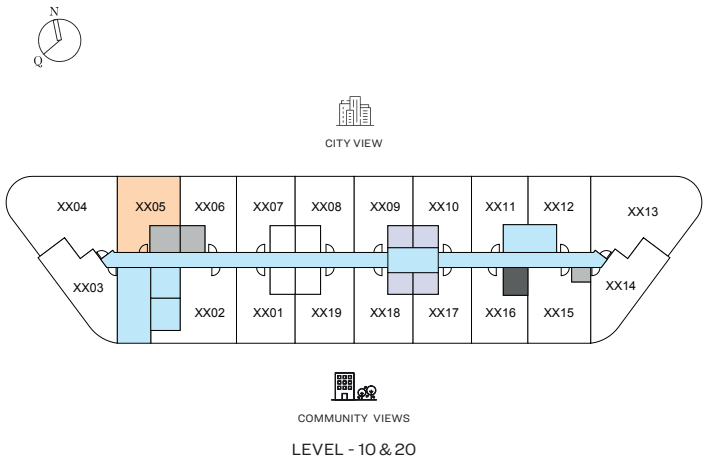 N
Q
CITY VIEW
XX04 XX05 XX06 XX07 XX08 XX09 XX10 XX11 XX12 XX13
XX03 XX02 XX01 XX19 XX18 XX17 XX16 XX15 XX14
COMMUNITY VIEWS
LEVEL - 10 & 20